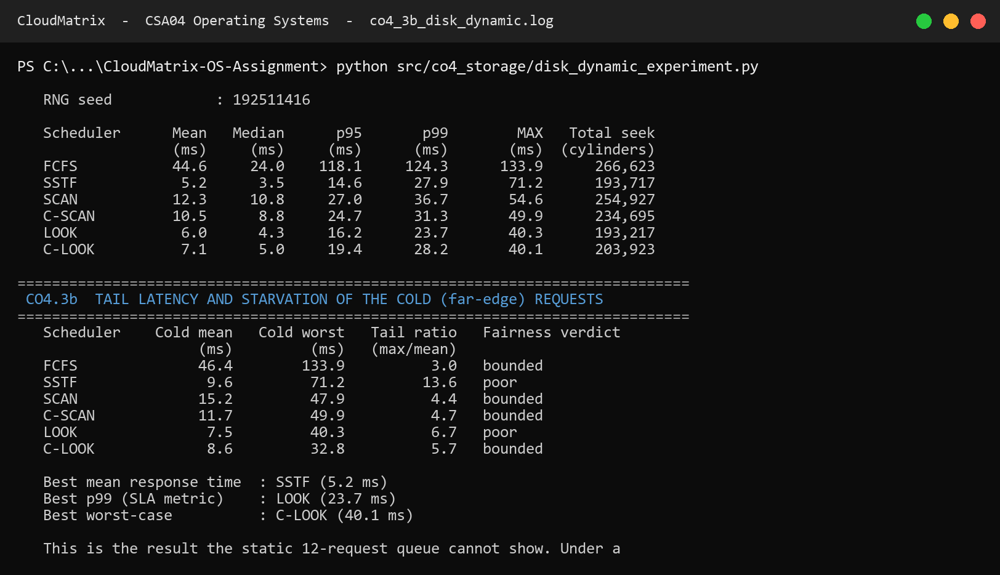 CloudMatrix  -  CSA04 Operating Systems  -  co4_3b_disk_dynamic.log
PS C:\...\CloudMatrix-OS-Assignment> python src/co4_storage/disk_dynamic_experiment.py
RNG seed            : 192511416
Scheduler      Mean   Median      p95       p99        MAX   Total seek
               (ms)     (ms)     (ms)      (ms)       (ms)  (cylinders)
FCFS           44.6     24.0    118.1     124.3      133.9      266,623
SSTF            5.2      3.5     14.6      27.9       71.2      193,717
SCAN           12.3     10.8     27.0      36.7       54.6      254,927
C-SCAN         10.5      8.8     24.7      31.3       49.9      234,695
LOOK            6.0      4.3     16.2      23.7       40.3      193,217
C-LOOK          7.1      5.0     19.4      28.2       40.1      203,923
==============================================================================
CO4.3b  TAIL LATENCY AND STARVATION OF THE COLD (far-edge) REQUESTS
==============================================================================
Scheduler    Cold mean   Cold worst   Tail ratio   Fairness verdict
                  (ms)         (ms)   (max/mean)
FCFS              46.4        133.9          3.0   bounded
SSTF               9.6         71.2         13.6   poor
SCAN              15.2         47.9          4.4   bounded
C-SCAN            11.7         49.9          4.7   bounded
LOOK               7.5         40.3          6.7   poor
C-LOOK             8.6         32.8          5.7   bounded
Best mean response time  : SSTF (5.2 ms)
Best p99 (SLA metric)    : LOOK (23.7 ms)
Best worst-case          : C-LOOK (40.1 ms)
This is the result the static 12-request queue cannot show. Under a